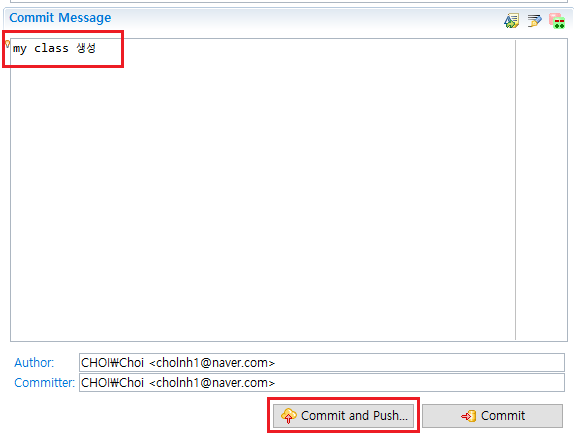 Commit Message
my class 생성
Author: CHOI₩Choi <cholnh1@naver.com>
Committer: CHOI₩Choi <cholnh1@naver.com>
Commit and Push... Commit